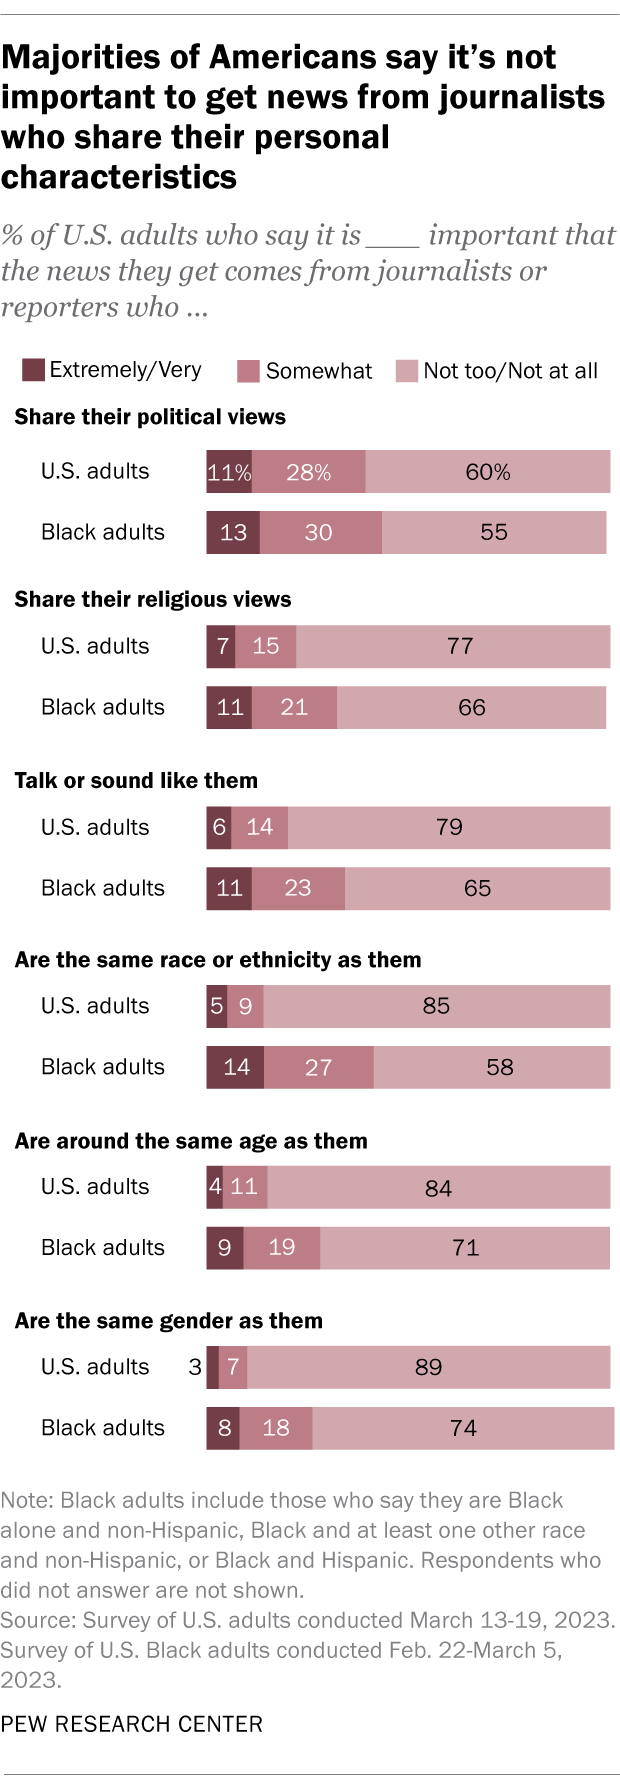 Majorities of Americans say it’s not
important to get news from journalists
who share their personal
characteristics
% of U.S. adults who say it is ___ important that
the news they get comes from journalists or
reporters who ...
Extremely/Very Somewhat Not too/Not at all
Share their political views
U.S. adults 11% 28% 60%
Black adults 13 30 55
Share their religious views
U.S. adults 7 15 77
Black adults 11 21 66
Talk or sound like them
U.S. adults 6 14 79
Black adults 11 23 65
Are the same race or ethnicity as them
U.S. adults 5 9 85
Black adults 14 27 58
Are around the same age as them
U.S. adults 4 11 84
Black adults 9 19 71
Are the same gender as them
U.S. adults 3 7 89
Black adults 8 18 74
Note: Black adults include those who say they are Black
alone and non-Hispanic, Black and at least one other race
and non-Hispanic, or Black and Hispanic. Respondents who
did not answer are not shown.
Source: Survey of U.S. adults conducted March 13-19, 2023.
Survey of U.S. Black adults conducted Feb. 22-March 5,
2023.
PEW RESEARCH CENTER